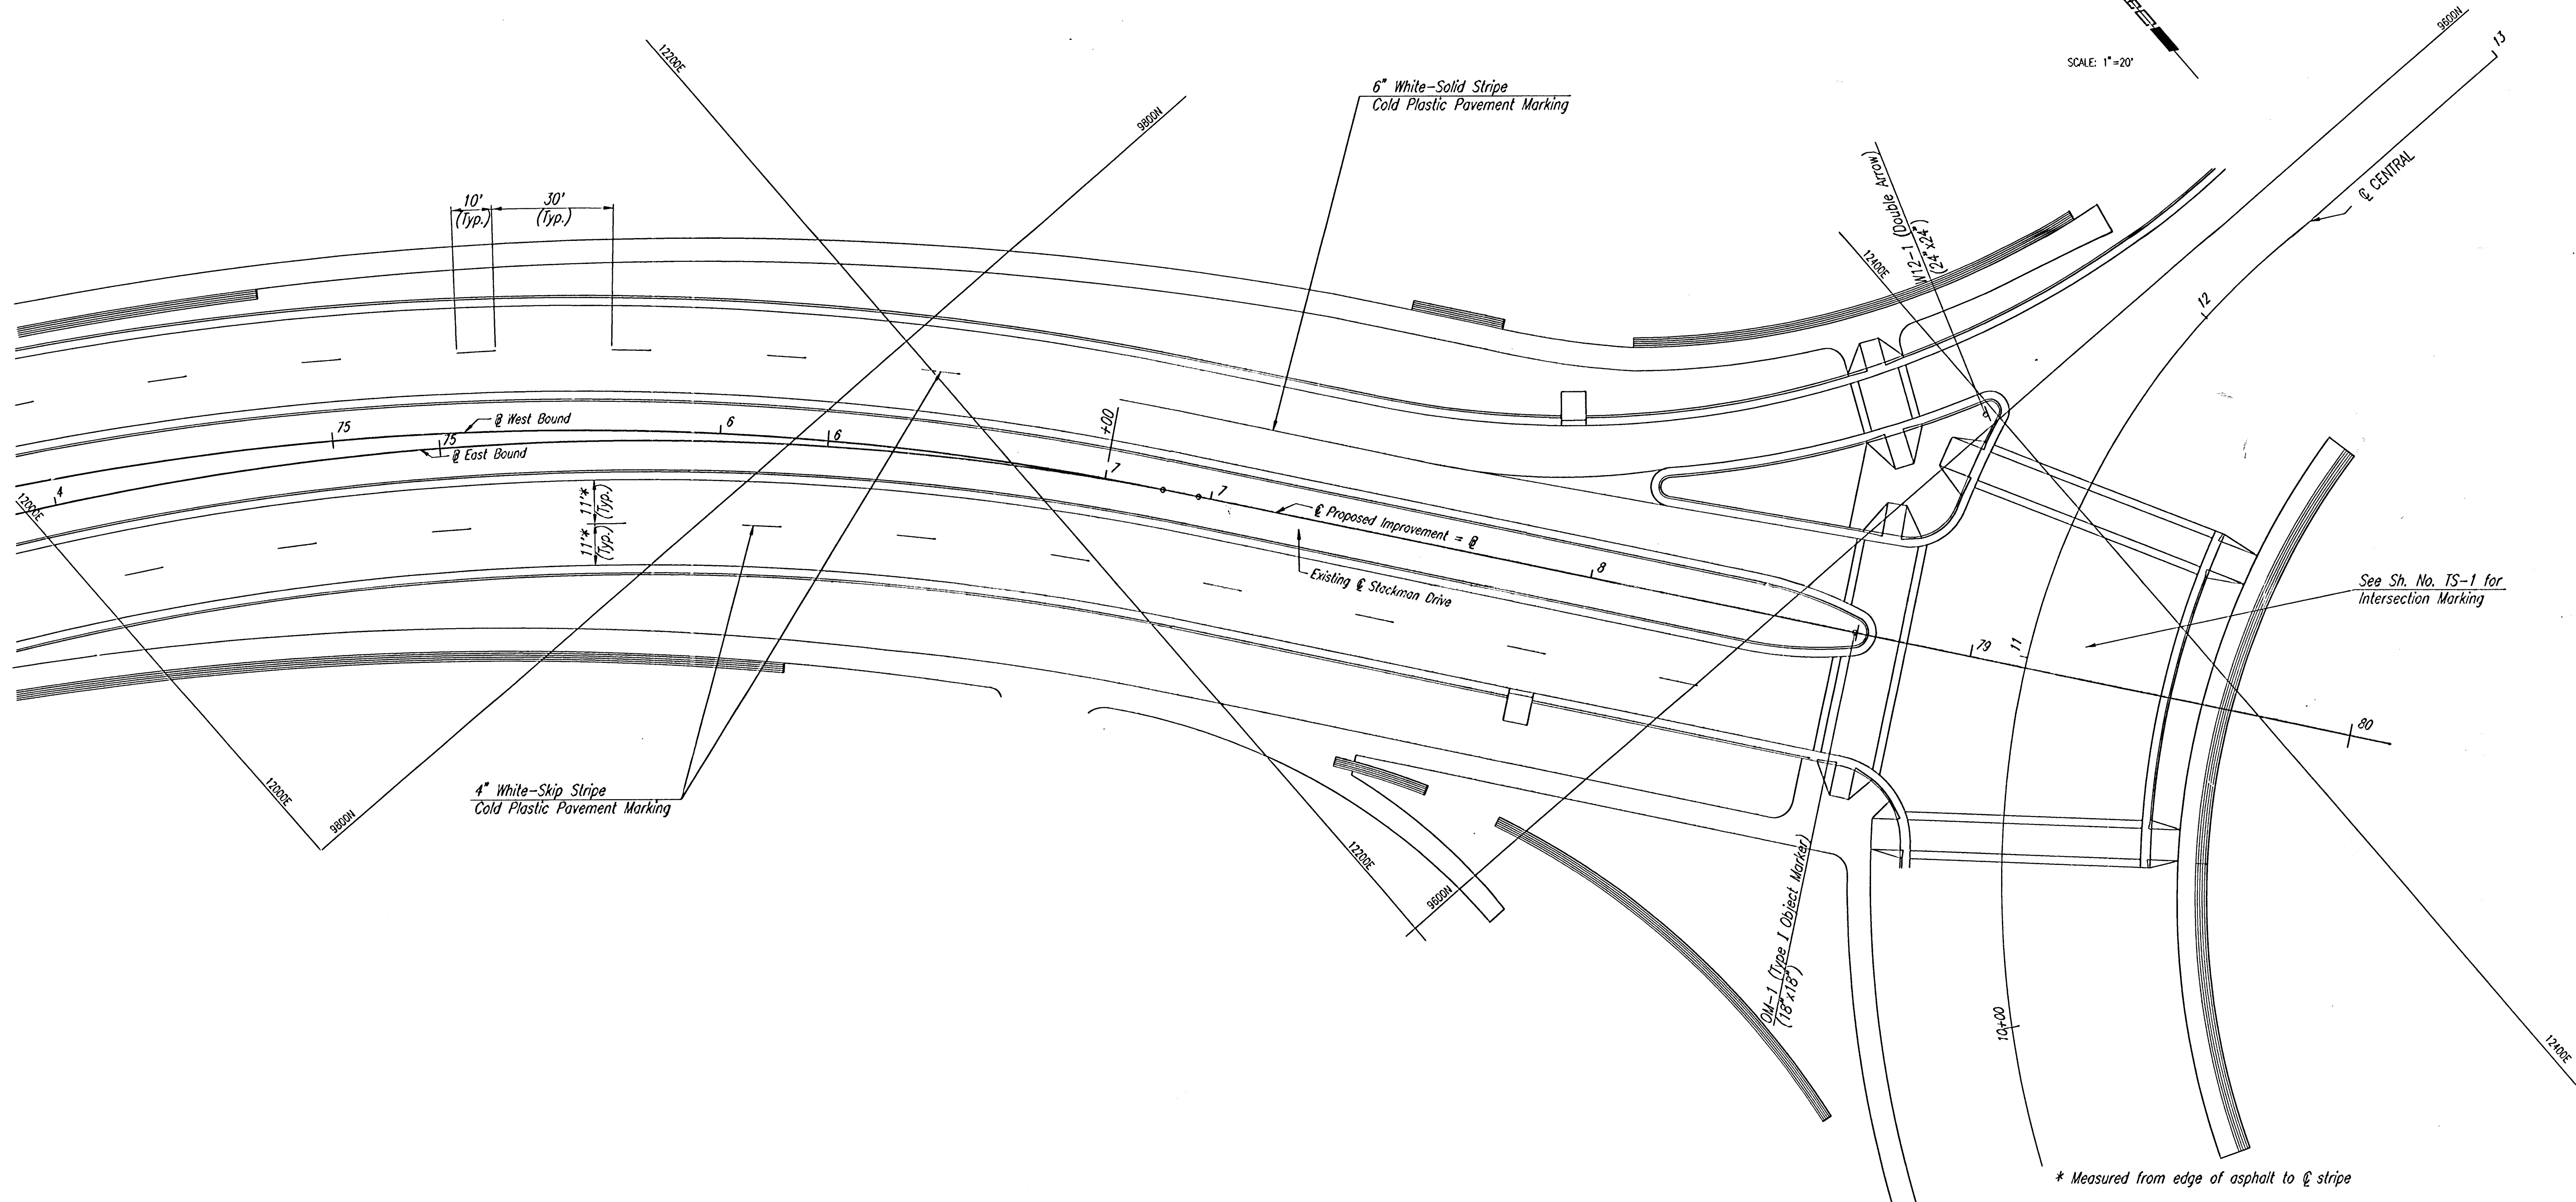 12200E
9800N
6" White-Solid Stripe
Cold Plastic Pavement Marking
SCALE: 1"=20'
9600N
13
℄ CENTRAL
W12-1 (Double Arrow)
(24"x24")
12400E
12
10'
(Typ.)
30'
(Typ.)
75
West Bound
75
East Bound
6
6
+00
7
7
4
12000E
11'*
(Typ.)
11'*
(Typ.)
℄ Proposed Improvement =
8
Existing ℄ Stockman Drive
See Sh. No. TS-1 for
Intersection Marking
79
11
80
4" White-Skip Stripe
Cold Plastic Pavement Marking
12000E
9800N
12200E
9600N
OM-1 (Type I Object Marker)
(18"x18")
10+00
12400E
* Measured from edge of asphalt to ℄ stripe